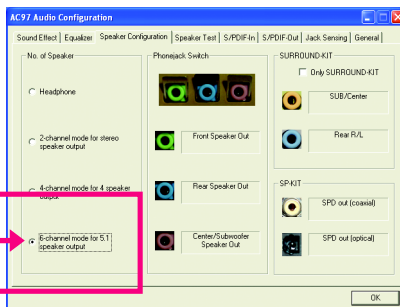 AC97 Audio Configuration
Sound Effect Equalizer Speaker Configuration Speaker Test S/PDIF-In S/PDIF-Out Jack Sensing General
No. of Speaker
Headphone
2-channel mode for stereo
speaker output
4-channel mode for 4 speaker
output
6-channel mode for 5.1
speaker output
Phonejack Switch
Front Speaker Out
Rear Speaker Out
Center/Subwoofer
Speaker Out
SURROUND-KIT
Only SURROUND-KIT
SUB/Center
Rear R/L
SP-KIT
SPD out (coaxial)
SPD out (optical)
OK